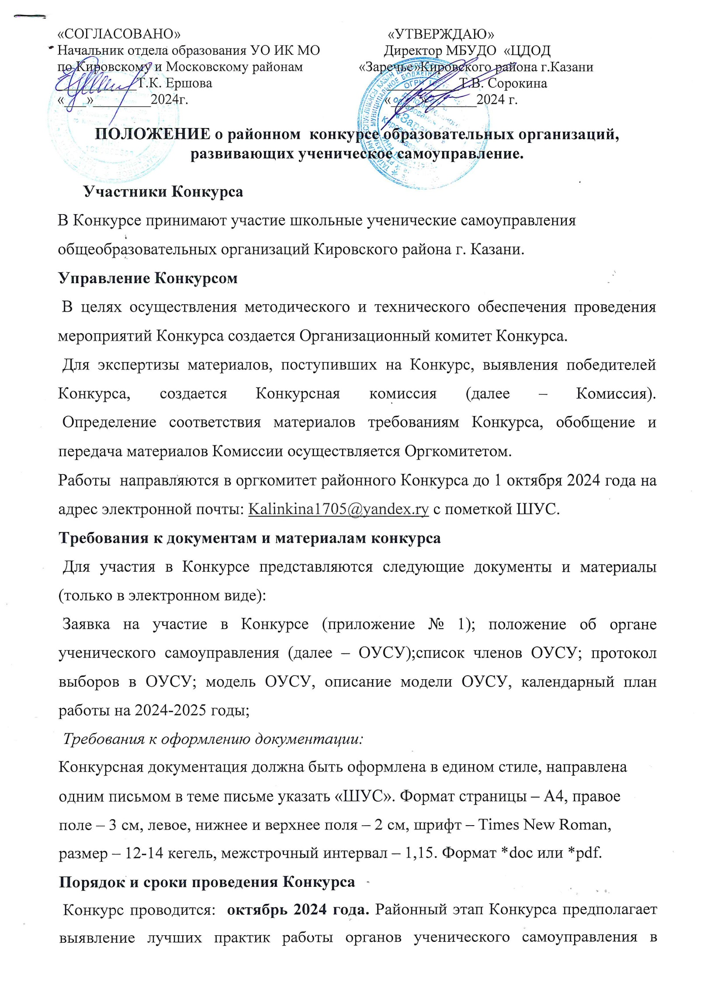 «СОГЛАСОВАНО» «УТВЕРЖДАЮ»
Начальник отдела образования УО ИК МО Директор МБУДО «ЦДОД
по Кировскому и Московскому районам «Заречье»Кировского района г.Казани
___________Т.К. Ершова __________Т.В. Сорокина
«___»________2024г. «____»_______2024 г.
ПОЛОЖЕНИЕ о районном конкурсе образовательных организаций,
развивающих ученическое самоуправление.
Участники Конкурса
В Конкурсе принимают участие школьные ученические самоуправления
общеобразовательных организаций Кировского района г. Казани.
Управление Конкурсом
В целях осуществления методического и технического обеспечения проведения
мероприятий Конкурса создается Организационный комитет Конкурса.
Для экспертизы материалов, поступивших на Конкурс, выявления победителей
Конкурса, создается Конкурсная комиссия (далее – Комиссия).
Определение соответствия материалов требованиям Конкурса, обобщение и
передача материалов Комиссии осуществляется Оргкомитетом.
Работы направляются в оргкомитет районного Конкурса до 1 октября 2024 года на
адрес электронной почты: Kalinkina1705@yandex.ry с пометкой ШУС.
Требования к документам и материалам конкурса
Для участия в Конкурсе представляются следующие документы и материалы
(только в электронном виде):
Заявка на участие в Конкурсе (приложение № 1); положение об органе
ученического самоуправления (далее – ОУСУ);список членов ОУСУ; протокол
выборов в ОУСУ; модель ОУСУ, описание модели ОУСУ, календарный план
работы на 2024-2025 годы;
Требования к оформлению документации:
Конкурсная документация должна быть оформлена в едином стиле, направлена
одним письмом в теме письме указать «ШУС». Формат страницы – А4, правое
поле – 3 см, левое, нижнее и верхнее поля – 2 см, шрифт – Times New Roman,
размер – 12-14 кегель, межстрочный интервал – 1,15. Формат *doc или *pdf.
Порядок и сроки проведения Конкурса
Конкурс проводится: октябрь 2024 года. Районный этап Конкурса предполагает
выявление лучших практик работы органов ученического самоуправления в